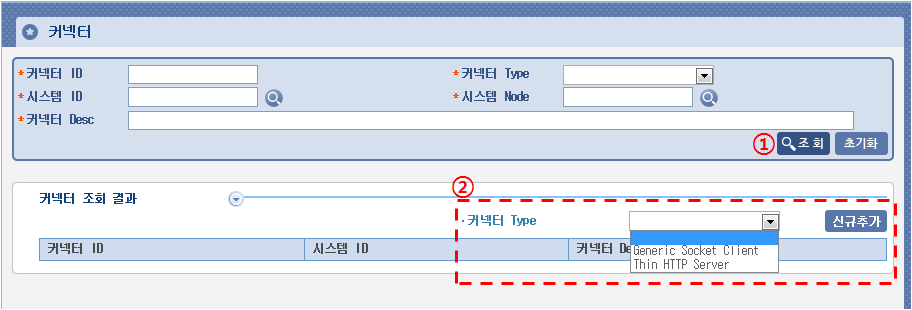 커넥터
*커넥터 ID
*커넥터 Type
*시스템 ID
*시스템 Node
*커넥터 Desc
① 조 회 초기화
커넥터 조회 결과
②
·커넥터 Type 신규추가
커넥터 ID 시스템 ID 커넥터 De
Generic Socket Client
Thin HTTP Server